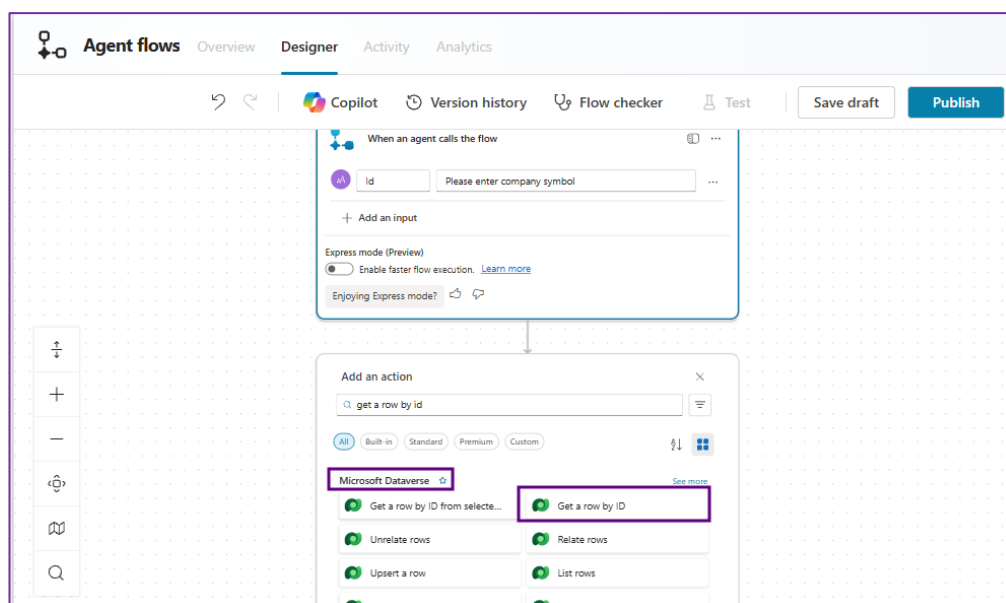 Agent flows Overview Designer Activity Analytics
Copilot Version history Flow checker Test Save draft Publish
When an agent calls the flow
Id Please enter company symbol
Add an input
Express mode (Preview)
Enable faster flow execution. Learn more
Enjoying Express mode?
Add an action
get a row by id
All Built-in Standard Premium Custom
Microsoft Dataverse See more
Get a row by ID from selecte... Get a row by ID
Unrelate rows Relate rows
Upsert a row List rows